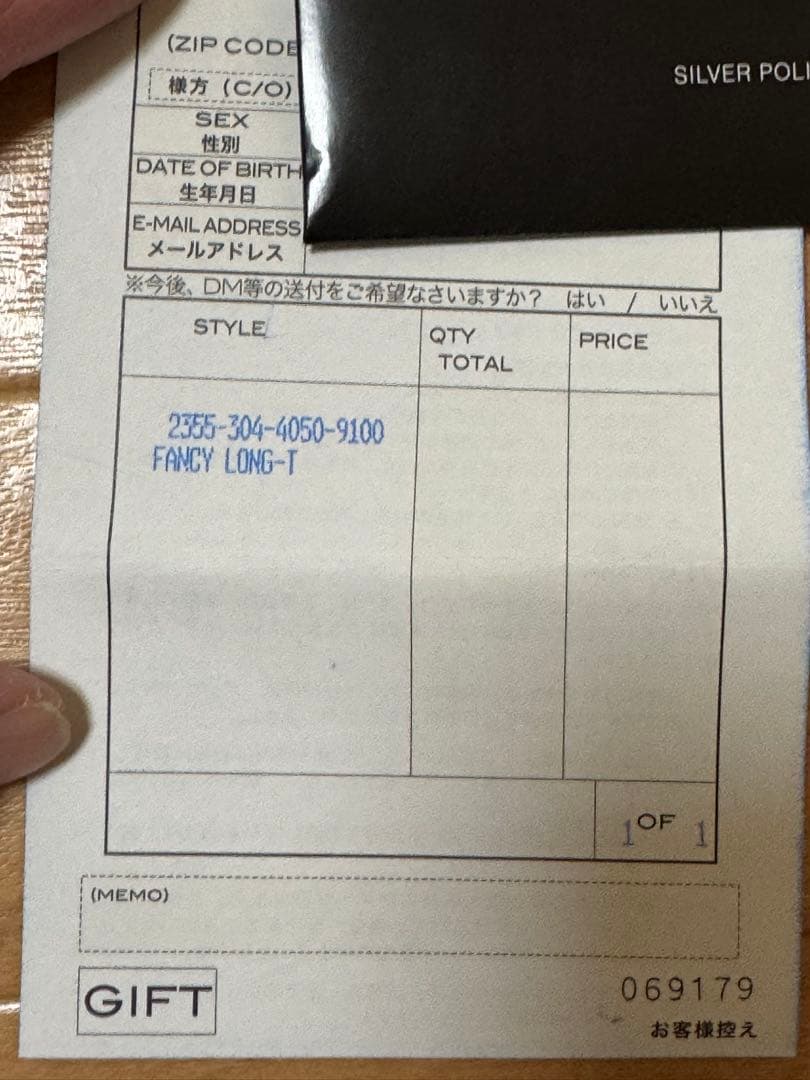 (ZIP CODE
SILVER POLI
様方 (C/O)
SEX
性別
DATE OF BIRTH
生年月日
E-MAIL ADDRESS
メールアドレス
※今後、DM等の送付をご希望なさいますか? はい / いいえ
STYLE
QTY
TOTAL
PRICE
2355-304-4050-9100
FANCY LONG-T
1 OF 1
(MEMO)
GIFT
069179
お客様控え